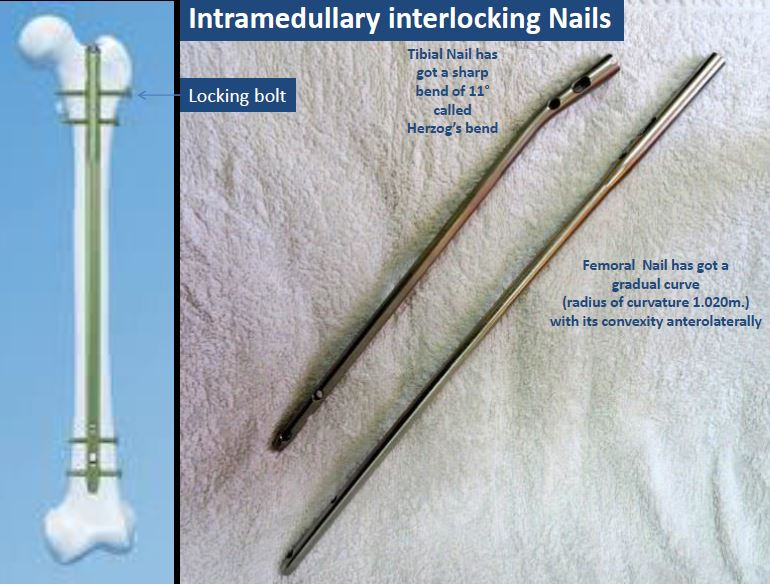 Intramedullary interlocking Nails
Tibial Nail has
got a sharp
bend of 11°
called
Herzog's bend
Locking bolt
Femoral  Nail has got a
gradual curve
(radius of curvature 1.020m.)
with its convexity anterolaterally